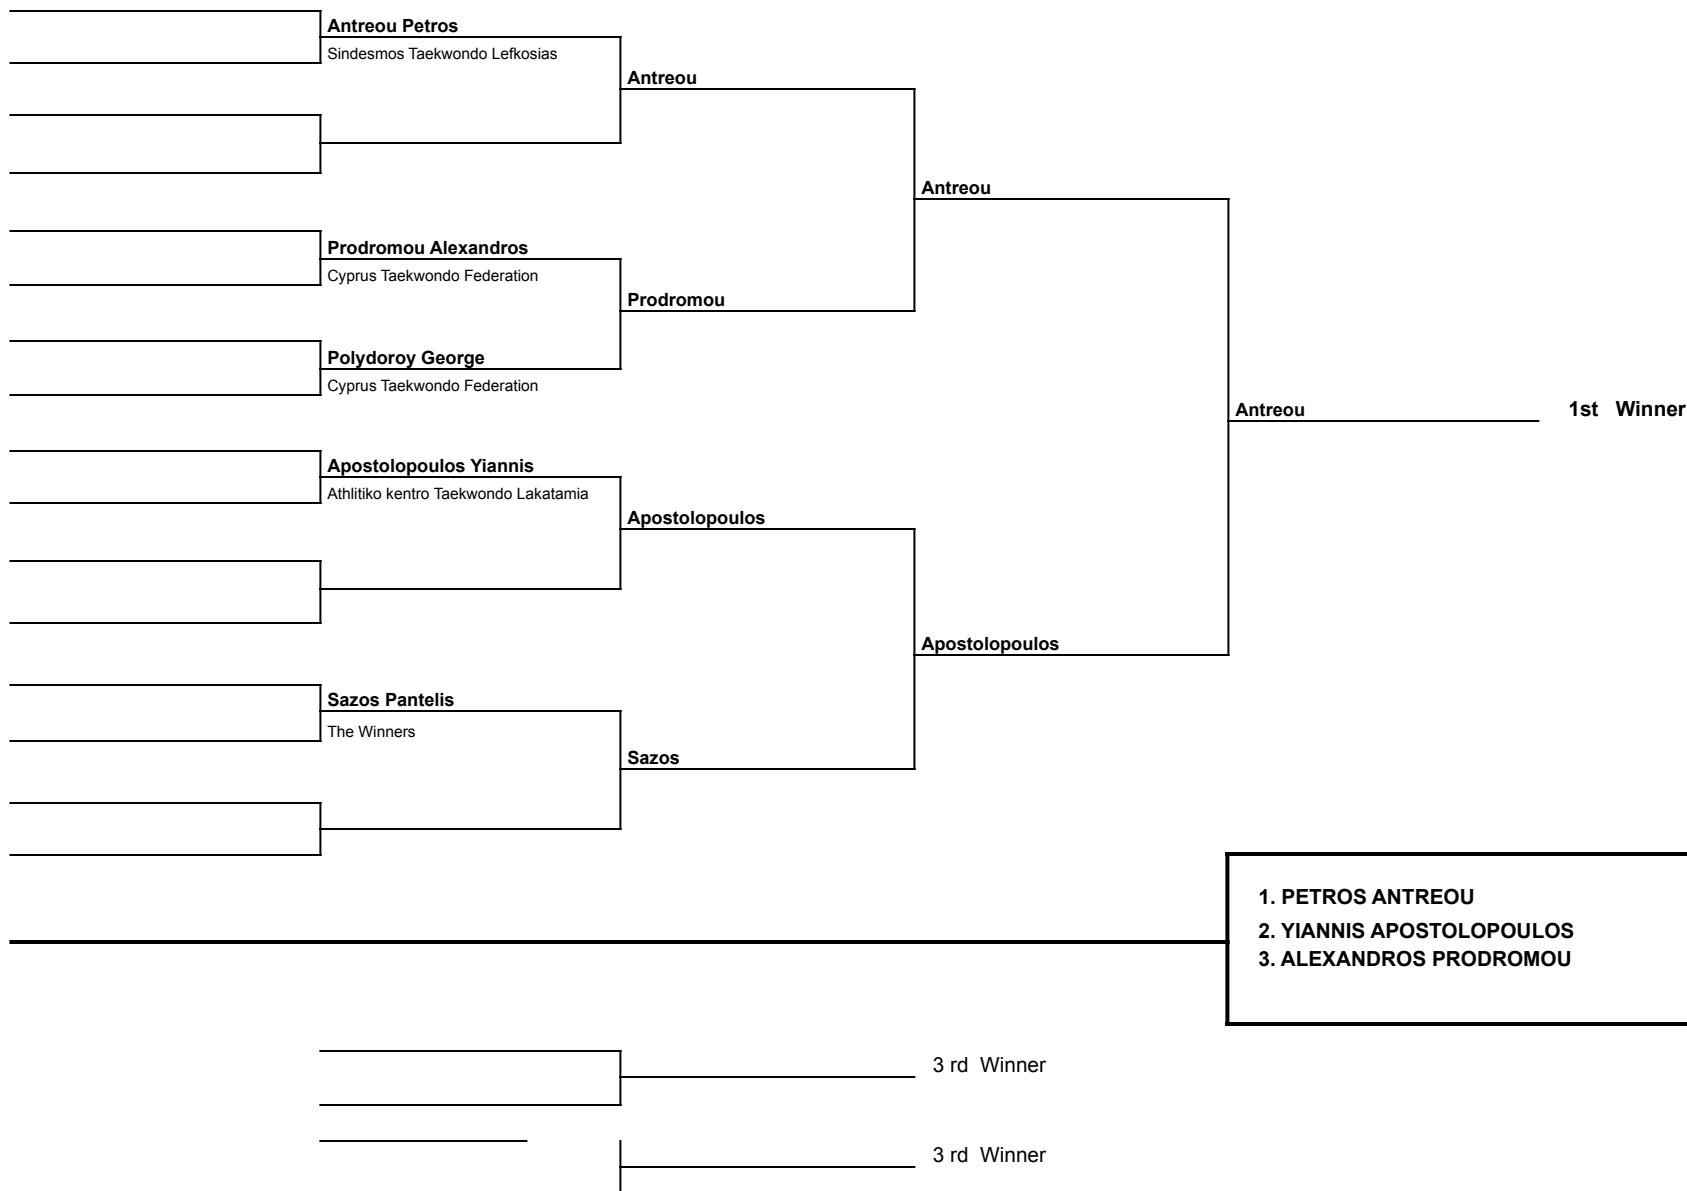 Antreou Petros
Sindesmos Taekwondo Lefkosias
Antreou
Antreou
Prodromou Alexandros
Cyprus Taekwondo Federation
Prodromou
Polydoroy George
Cyprus Taekwondo Federation
Antreou
1st Winner
Apostolopoulos Yiannis
Athlitiko kentro Taekwondo Lakatamia
Apostolopoulos
Apostolopoulos
Sazos Pantelis
The Winners
Sazos
1. PETROS ANTREOU
2. YIANNIS APOSTOLOPOULOS
3. ALEXANDROS PRODROMOU
3 rd Winner
3 rd Winner